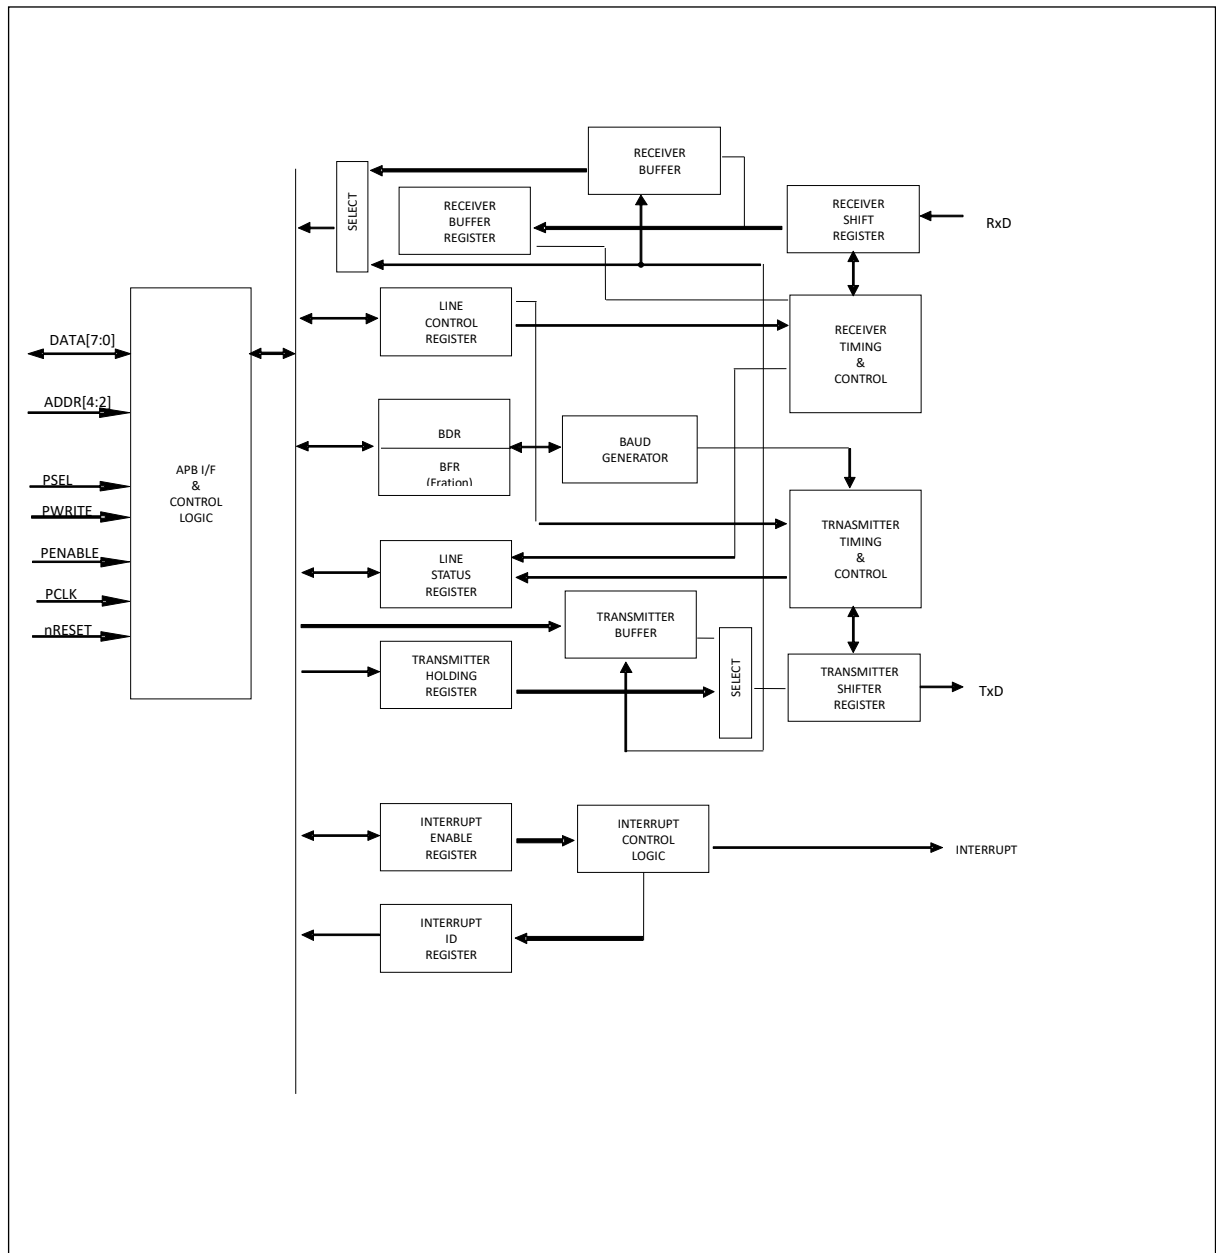 RECEIVER
BUFFER
SELECT
RECEIVER
BUFFER
REGISTER
RECEIVER
SHIFT
REGISTER
RxD
LINE
CONTROL
REGISTER
RECEIVER
TIMING
&
CONTROL
DATA[7:0]
ADDR[4:2]
PSEL
PWRITE
PENABLE
PCLK
nRESET
APB I/F
&
CONTROL
LOGIC
BDR
BFR
(Fration)
BAUD
GENERATOR
TRNASMITTER
TIMING
&
CONTROL
LINE
STATUS
REGISTER
TRANSMITTER
BUFFER
TRANSMITTER
HOLDING
REGISTER
SELECT
TRANSMITTER
SHIFTER
REGISTER
TxD
INTERRUPT
ENABLE
REGISTER
INTERRUPT
CONTROL
LOGIC
INTERRUPT
INTERRUPT
ID
REGISTER